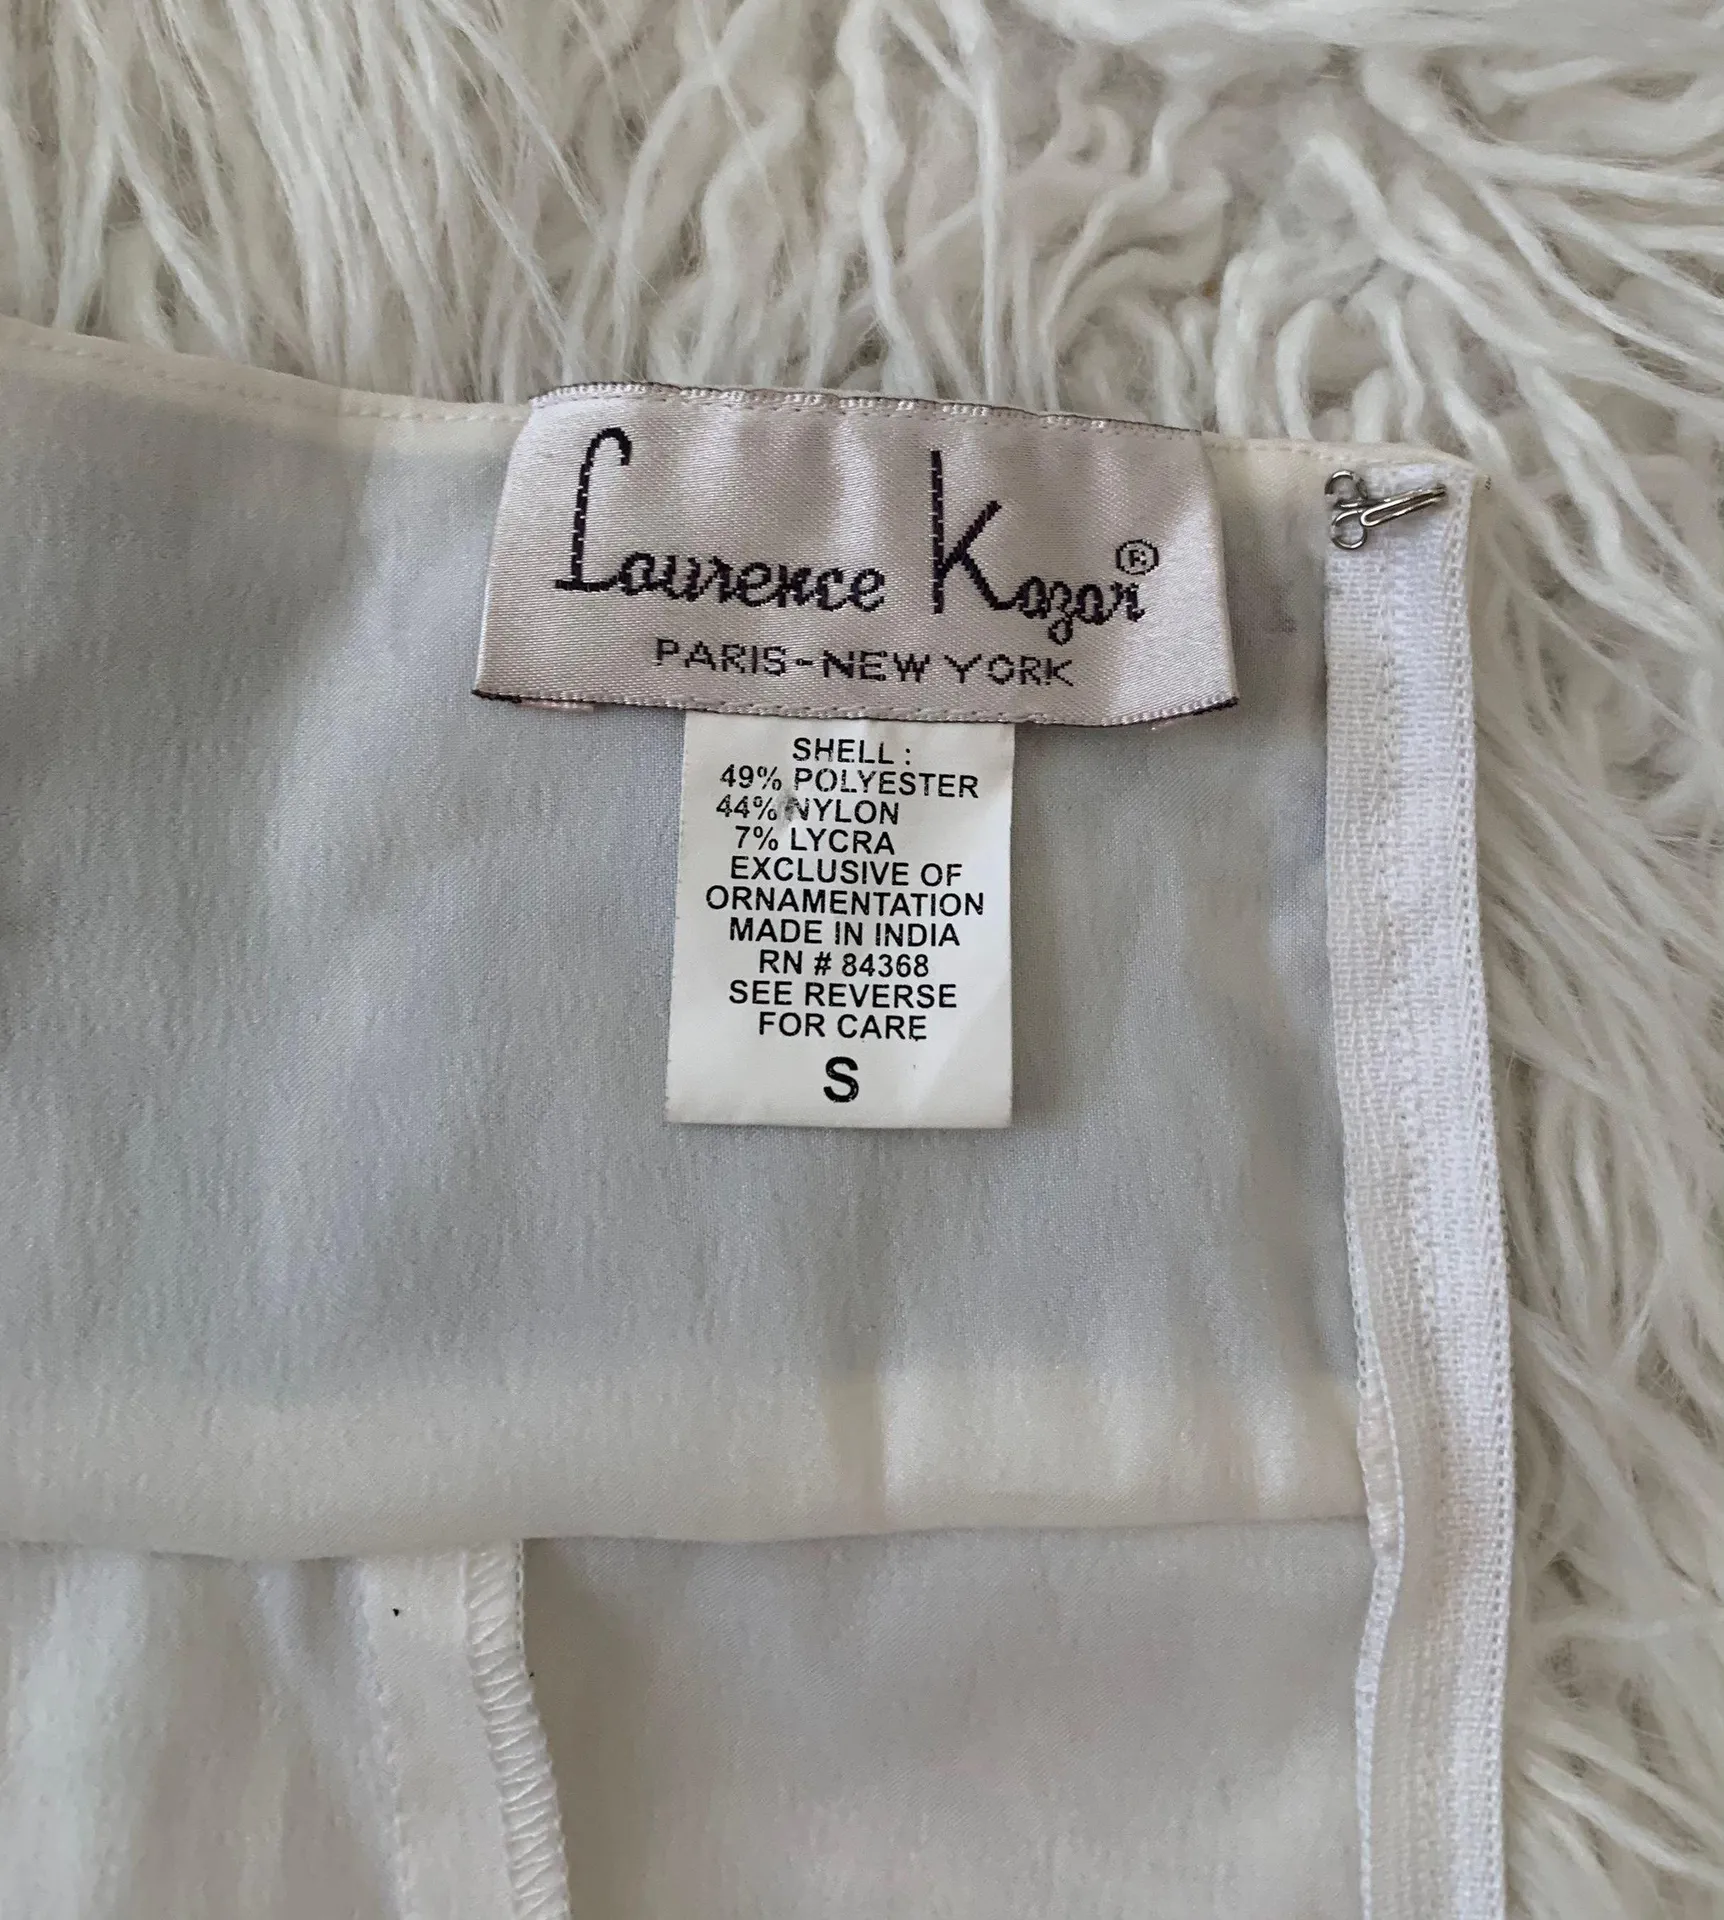 Laurence Kazar®
PARIS-NEW YORK
SHELL :
49% POLYESTER
44% NYLON
7% LYCRA
EXCLUSIVE OF
ORNAMENTATION
MADE IN INDIA
RN # 84368
SEE REVERSE
FOR CARE
S